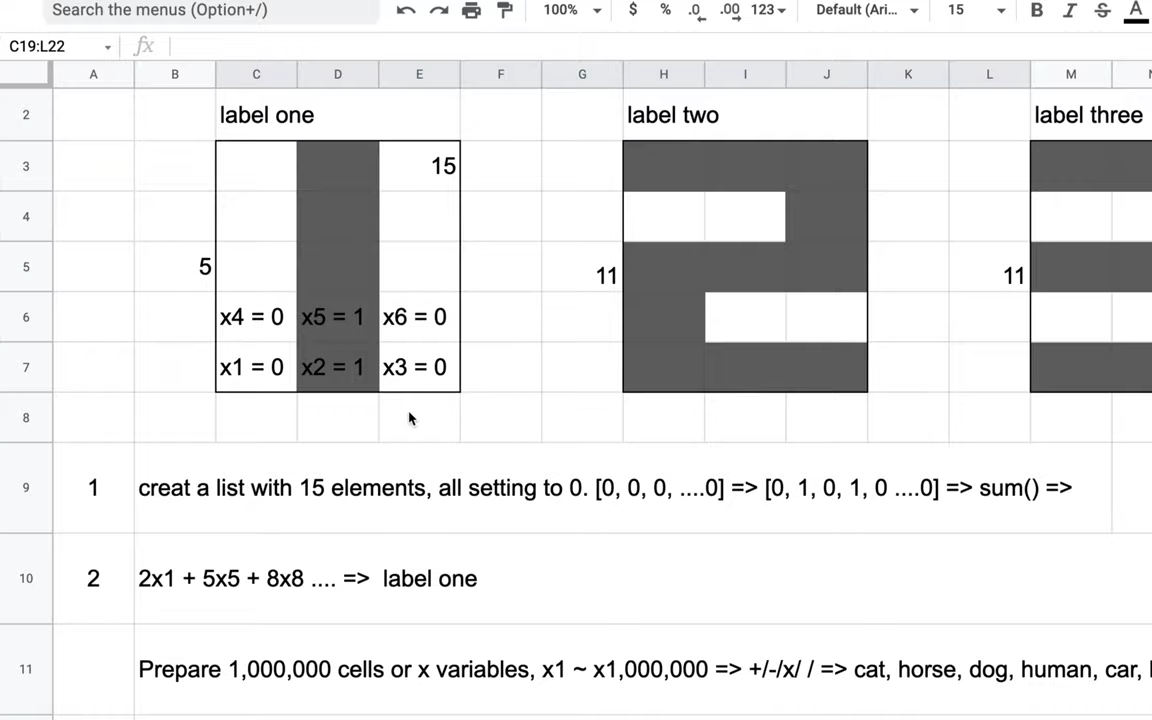 Search the menus (Option+/)
100%
$ % .0 .00 123
Default (Ari...
15
B I S A
C19:L22
fx
A B C D E F G H I J K L M
2 label one label two label three
3 15
4
5 5 11 11
6 x4 = 0 x5 = 1 x6 = 0
7 x1 = 0 x2 = 1 x3 = 0
8
9 1 creat a list with 15 elements, all setting to 0. [0, 0, 0, ....0] => [0, 1, 0, 1, 0 ....0] => sum() =>
10 2 2x1 + 5x5 + 8x8 .... => label one
11 Prepare 1,000,000 cells or x variables, x1 ~ x1,000,000 => +/-/x/ / => cat, horse, dog, human, car,